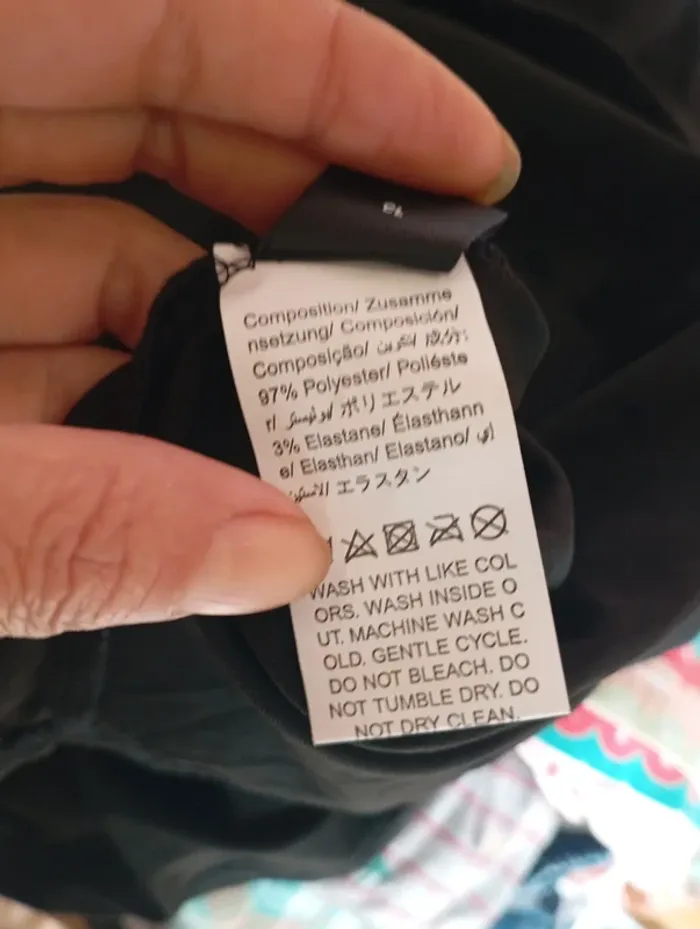 Composition/ Zusamme
nsetzung/ Composición/
Composição/ التكوين 成分:
97% Polyester/ Poliéste
r/ بوليستر/ ポリエステル
3% Elastane/ Élasthann
e/ Elasthan/ Elastano/
エラスタン
WASH WITH LIKE COL
ORS. WASH INSIDE O
UT. MACHINE WASH C
OLD. GENTLE CYCLE.
DO NOT BLEACH. DO
NOT TUMBLE DRY. DO
NOT DRY CLEAN.